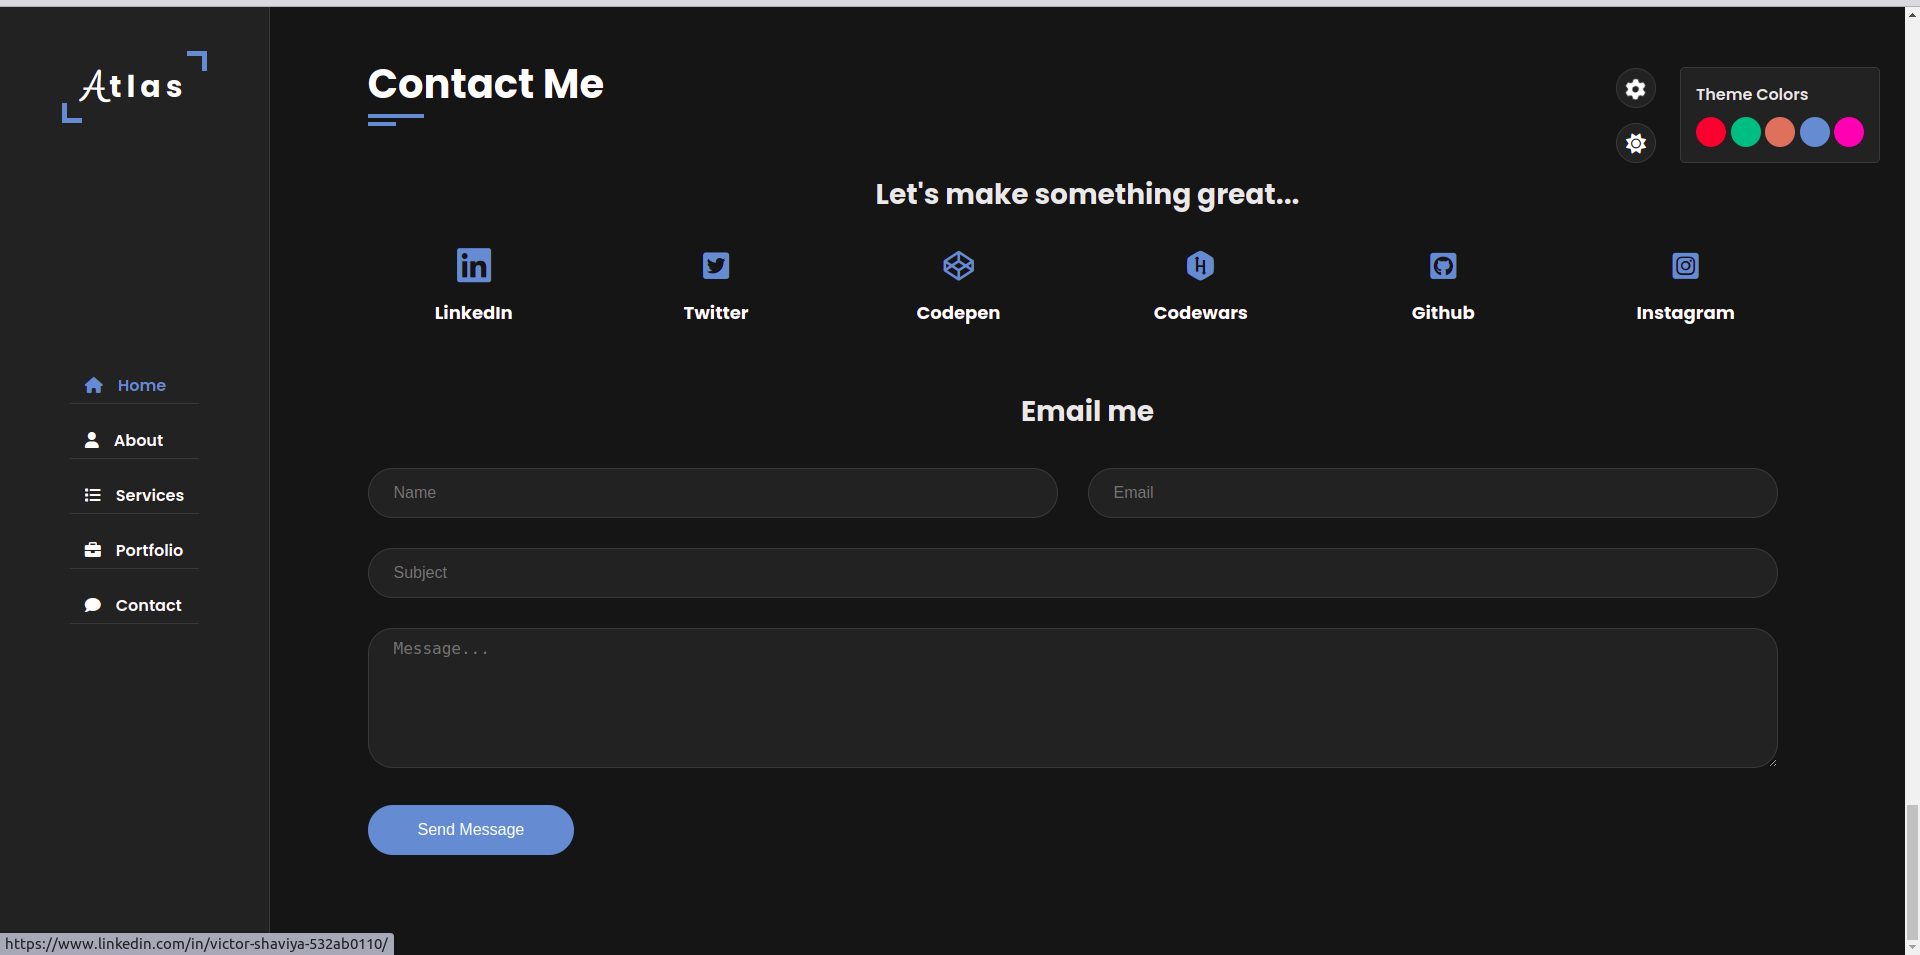 Atlas
Home
About
Services
Portfolio
Contact
Contact Me
Theme Colors
Let's make something great...
LinkedIn Twitter Codepen Codewars Github Instagram
Email me
Name Email
Subject
Message...
Send Message
https://www.linkedin.com/in/victor-shaviya-532ab0110/